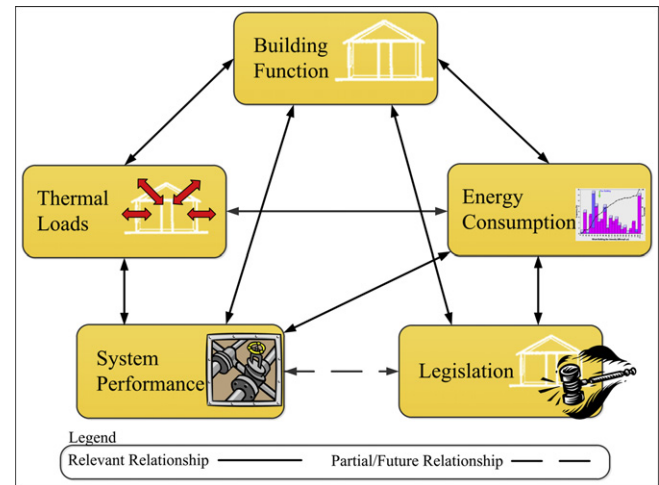 Building
Function
Thermal
Loads
Energy
Consumption
System
Performance
Legislation
Legend
Relevant Relationship
Partial/Future Relationship